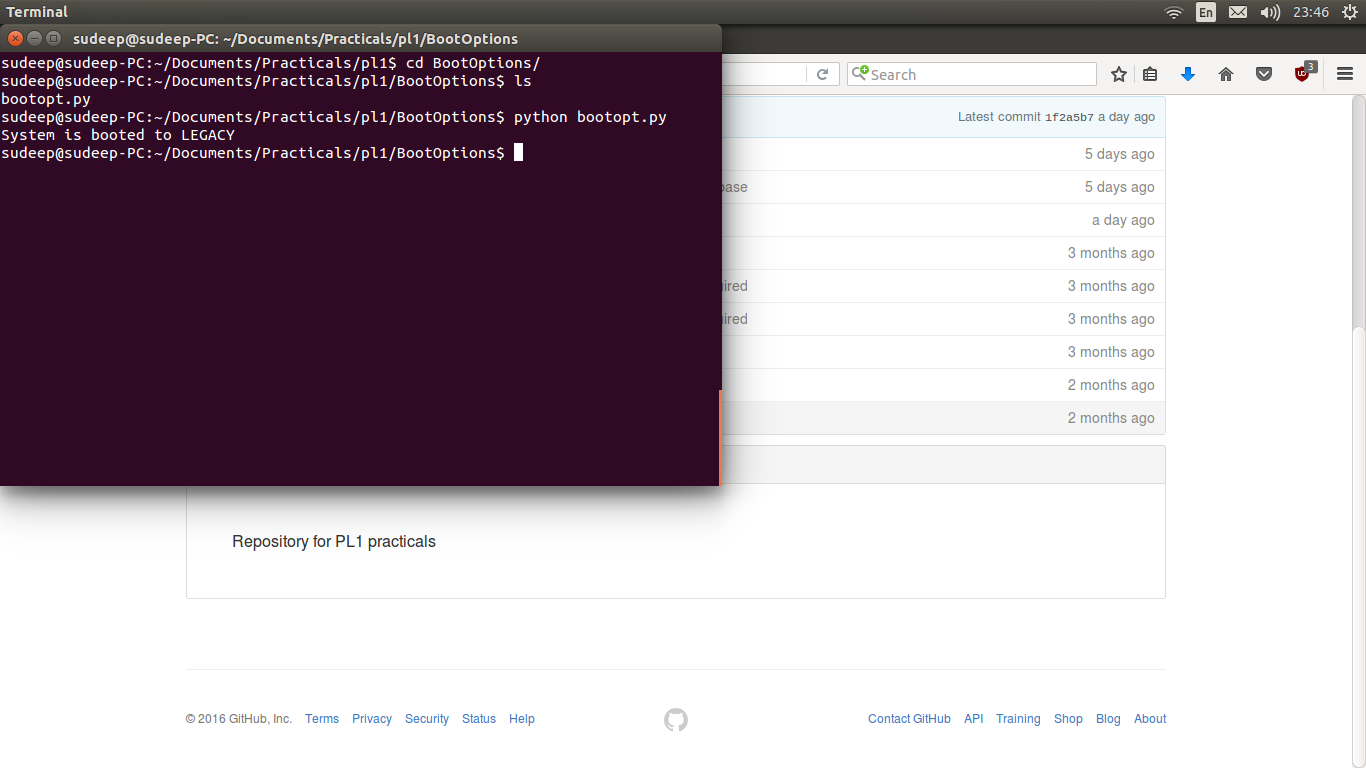 Terminal
En
23:46
sudeep@sudeep-PC: ~/Documents/Practicals/pl1/BootOptions
sudeep@sudeep-PC:~/Documents/Practicals/pl1$ cd BootOptions/
sudeep@sudeep-PC:~/Documents/Practicals/pl1/BootOptions$ ls
bootopt.py
sudeep@sudeep-PC:~/Documents/Practicals/pl1/BootOptions$ python bootopt.py
System is booted to LEGACY
sudeep@sudeep-PC:~/Documents/Practicals/pl1/BootOptions$
Search
3
Latest commit 1f2a5b7 a day ago
5 days ago
5 days ago
a day ago
3 months ago
3 months ago
3 months ago
3 months ago
2 months ago
2 months ago
Repository for PL1 practicals
© 2016 GitHub, Inc. Terms Privacy Security Status Help
Contact GitHub API Training Shop Blog About